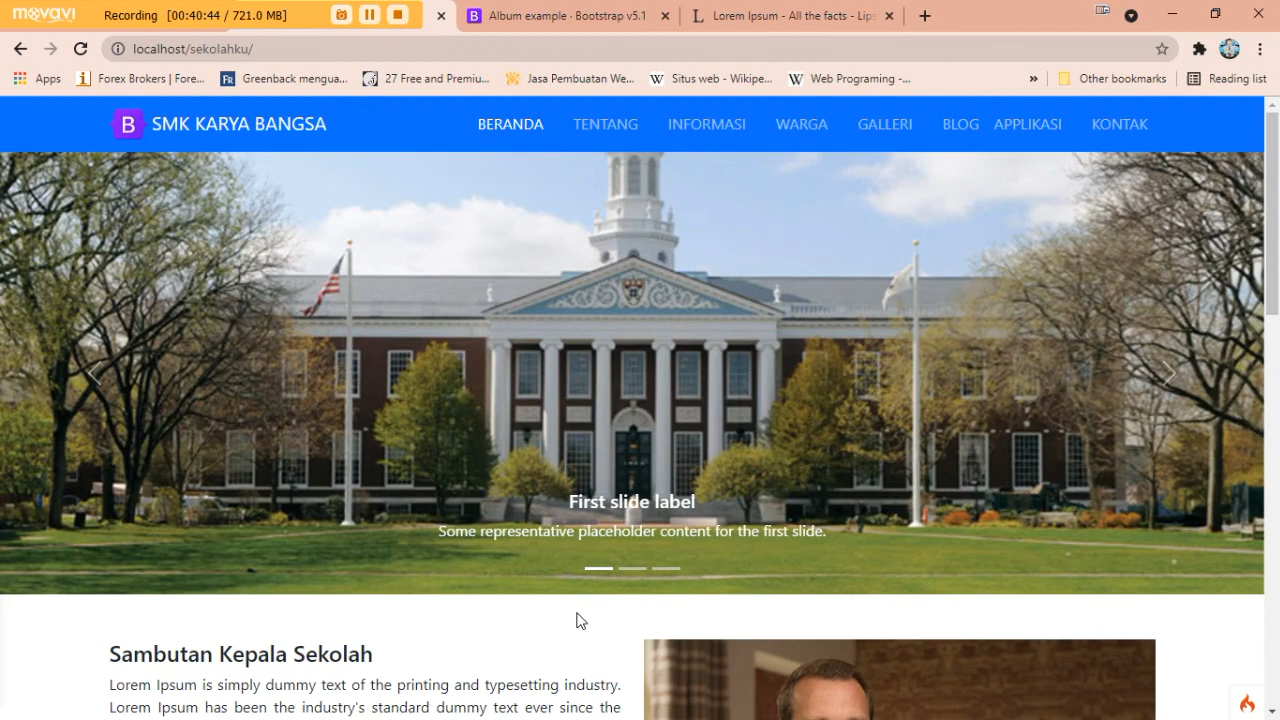 movavi Recording [00:40:44 / 721.0 MB]
Album example · Bootstrap v5.1
Lorem Ipsum - All the facts - Lip
localhost/sekolahku/
Apps Forex Brokers | Fore... Greenback mengua... 27 Free and Premiu... Jasa Pembuatan We... Situs web - Wikipe... Web Programing -... » Other bookmarks Reading list
B SMK KARYA BANGSA BERANDA TENTANG INFORMASI WARGA GALLERI BLOG APPLIKASI KONTAK
First slide label
Some representative placeholder content for the first slide.
Sambutan Kepala Sekolah
Lorem Ipsum is simply dummy text of the printing and typesetting industry.
Lorem Ipsum has been the industry's standard dummy text ever since the